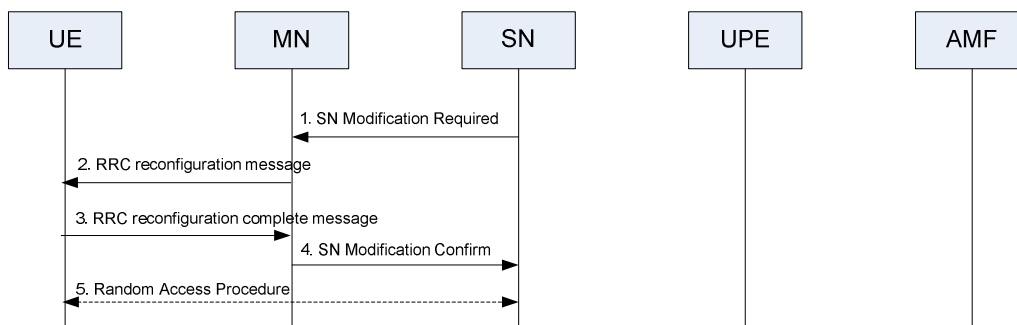 UE
MN
SN
UPE
AMF
1. SN Modification Required
2. RRC reconfiguration message
3. RRC reconfiguration complete message
4. SN Modification Confirm
5. Random Access Procedure